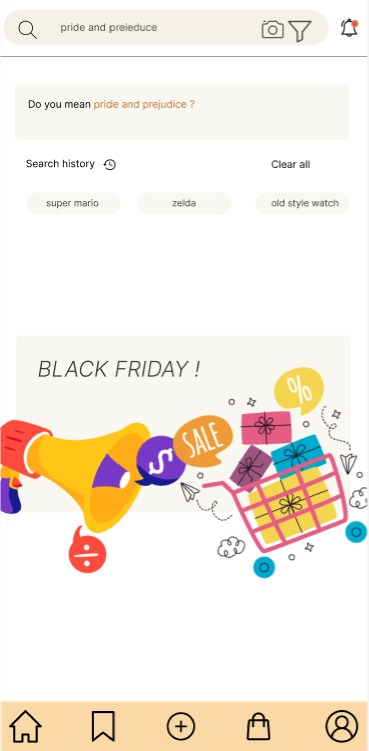 pride and preieduce
Do you mean pride and prejudice ?
Search history
Clear all
super mario
zelda
old style watch
BLACK FRIDAY !
%
SALE
$
÷